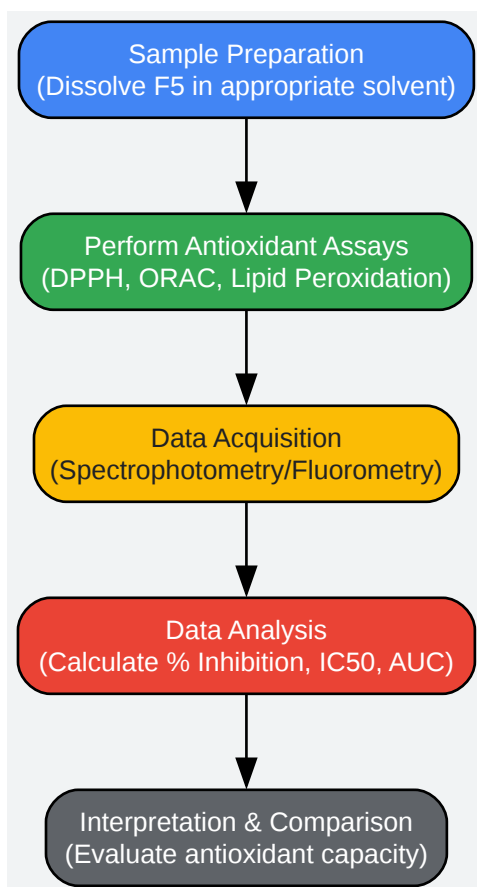 Sample Preparation
(Dissolve F5 in appropriate solvent)
Perform Antioxidant Assays
(DPPH, ORAC, Lipid Peroxidation)
Data Acquisition
(Spectrophotometry/Fluorometry)
Data Analysis
(Calculate % Inhibition, IC50, AUC)
Interpretation & Comparison
(Evaluate antioxidant capacity)